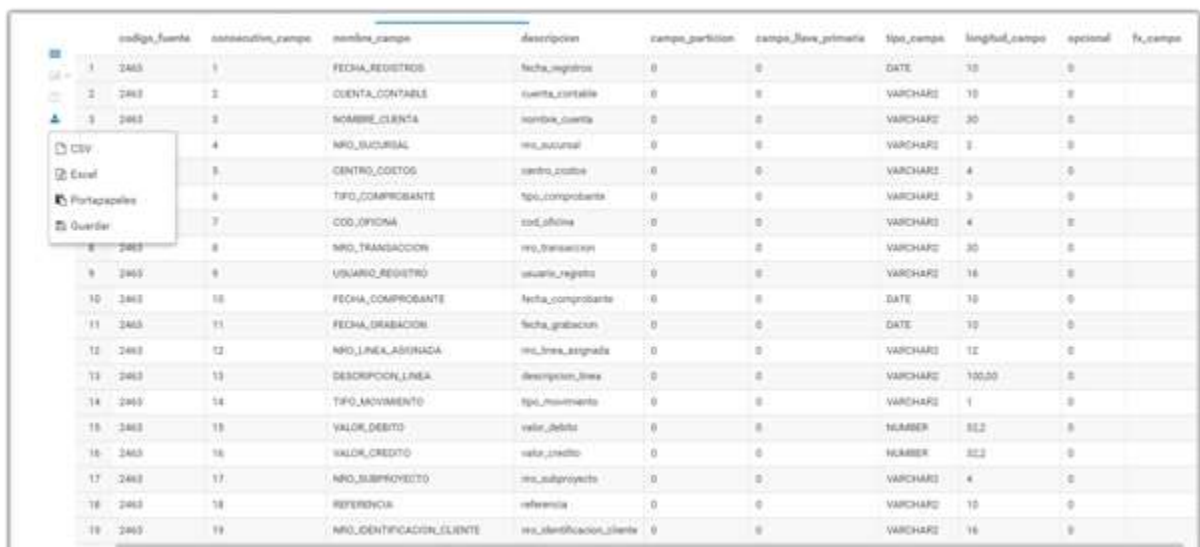 codigo_fuente consecutivo_campo nombre_campo descripcion campo_particion campo_llave_primaria tipo_campo longitud_campo opcional fx_campo
1 2463 1 FECHA_REGISTROS fecha_registros 0 0 DATE 10 0
2 2463 2 CUENTA_CONTABLE cuenta_contable 0 0 VARCHAR2 10 0
3 2463 3 NOMBRE_CUENTA nombre_cuenta 0 0 VARCHAR2 30 0
CSV 4 NRO_SUCURSAL nro_sucursal 0 0 VARCHAR2 2 0
Excel 5 CENTRO_COSTOS centro_costos 0 0 VARCHAR2 4 0
Portapapeles 6 TIPO_COMPROBANTE tipo_comprobante 0 0 VARCHAR2 3 0
Guardar 7 COD_OFICINA cod_oficina 0 0 VARCHAR2 4 0
8 2463 8 NRO_TRANSACCION nro_transaccion 0 0 VARCHAR2 30 0
9 2463 9 USUARIO_REGISTRO usuario_registro 0 0 VARCHAR2 16 0
10 2463 10 FECHA_COMPROBANTE fecha_comprobante 0 0 DATE 10 0
11 2463 11 FECHA_GRABACION fecha_grabacion 0 0 DATE 10 0
12 2463 12 NRO_LINEA_ASIGNADA nro_linea_asignada 0 0 VARCHAR2 12 0
13 2463 13 DESCRIPCION_LINEA descripcion_linea 0 0 VARCHAR2 100,00 0
14 2463 14 TIPO_MOVIMIENTO tipo_movimiento 0 0 VARCHAR2 1 0
15 2463 15 VALOR_DEBITO valor_debito 0 0 NUMBER 32,2 0
16 2463 16 VALOR_CREDITO valor_credito 0 0 NUMBER 32,2 0
17 2463 17 NRO_SUBPROYECTO nro_subproyecto 0 0 VARCHAR2 4 0
18 2463 18 REFERENCIA referencia 0 0 VARCHAR2 10 0
19 2463 19 NRO_IDENTIFICACION_CLIENTE nro_identificacion_cliente 0 0 VARCHAR2 16 0